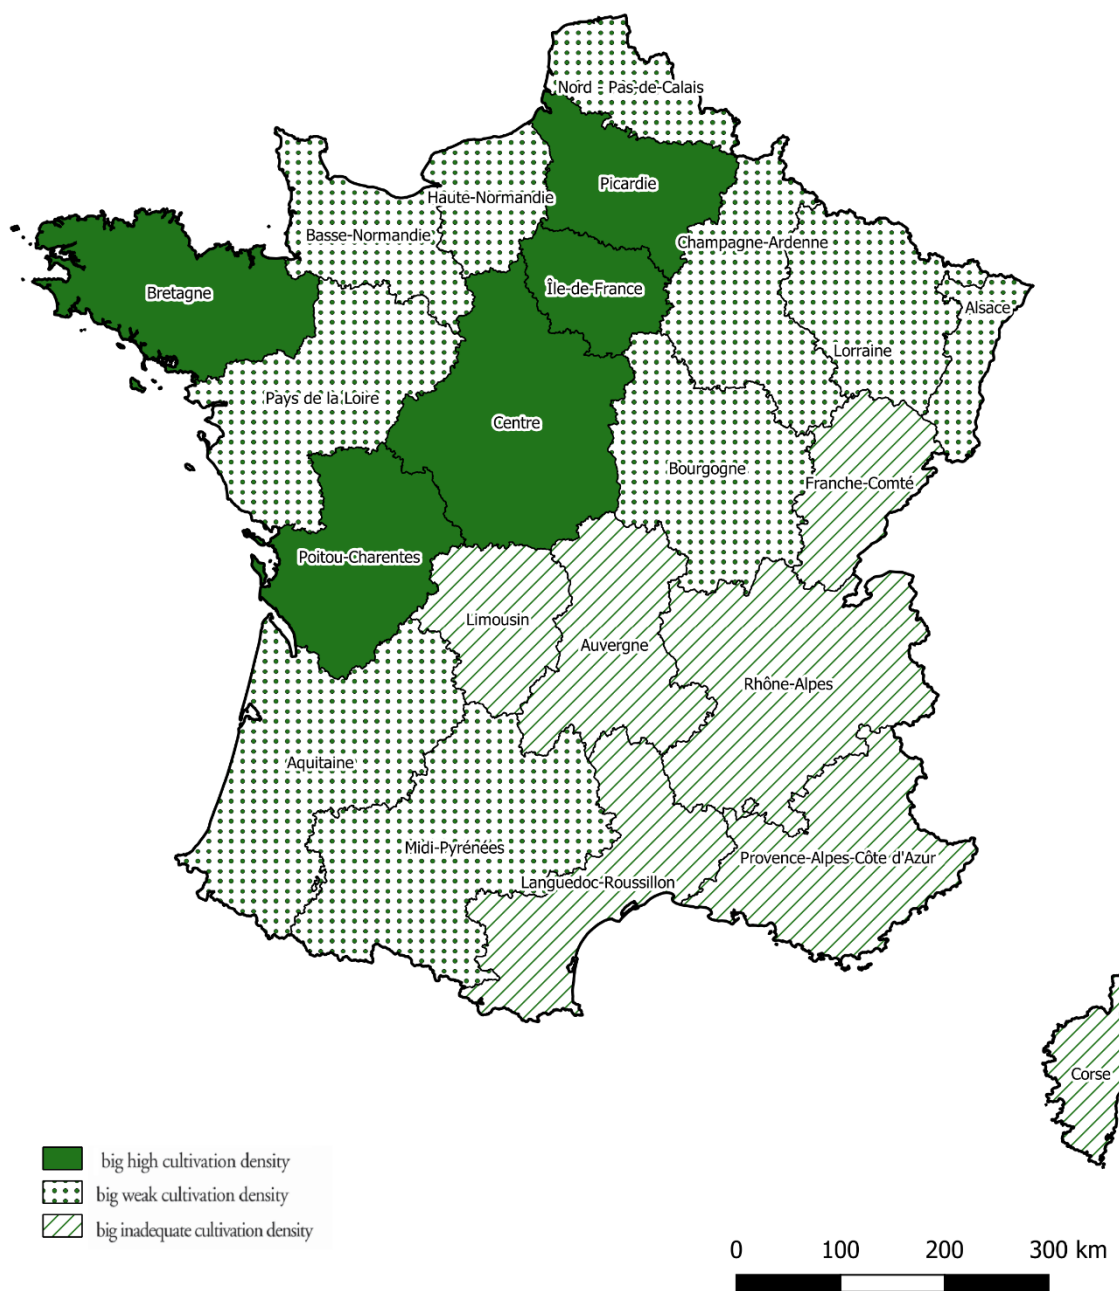 Nord - Pas-de-Calais
Picardie
Haute-Normandie
Basse-Normandie
Champagne-Ardenne
Île-de-France
Bretagne
Alsace
Lorraine
Pays de la Loire
Centre
Bourgogne
Franche-Comté
Poitou-Charentes
Limousin
Auvergne
Rhône-Alpes
Aquitaine
Midi-Pyrénées
Provence-Alpes-Côte d'Azur
Languedoc-Roussillon
Corse
big high cultivation density
big weak cultivation density
big inadequate cultivation density
0 100 200 300 km